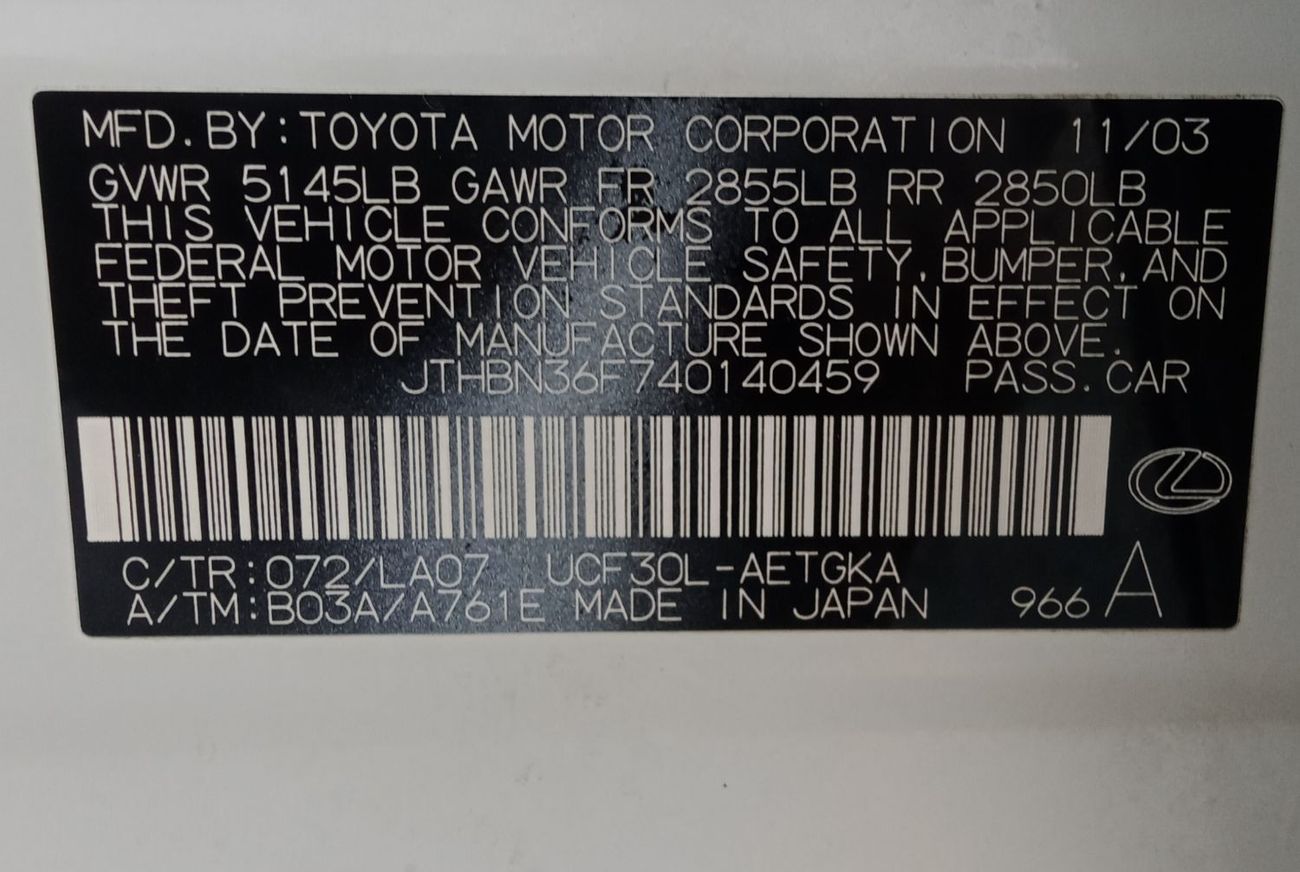 MFD. BY: TOYOTA MOTOR CORPORATION 11/03
GVWR 5145LB GAWR FR 2855LB RR 2850LB
THIS VEHICLE CONFORMS TO ALL APPLICABLE
FEDERAL MOTOR VEHICLE SAFETY, BUMPER, AND
THEFT PREVENTION STANDARDS IN EFFECT ON
THE DATE OF MANUFACTURE SHOWN ABOVE.
JTHBN36F740140459 PASS. CAR
C/TR: 072/LA07 UCF30L-AETGKA
A/TM: B03A/A761E MADE IN JAPAN 966 A